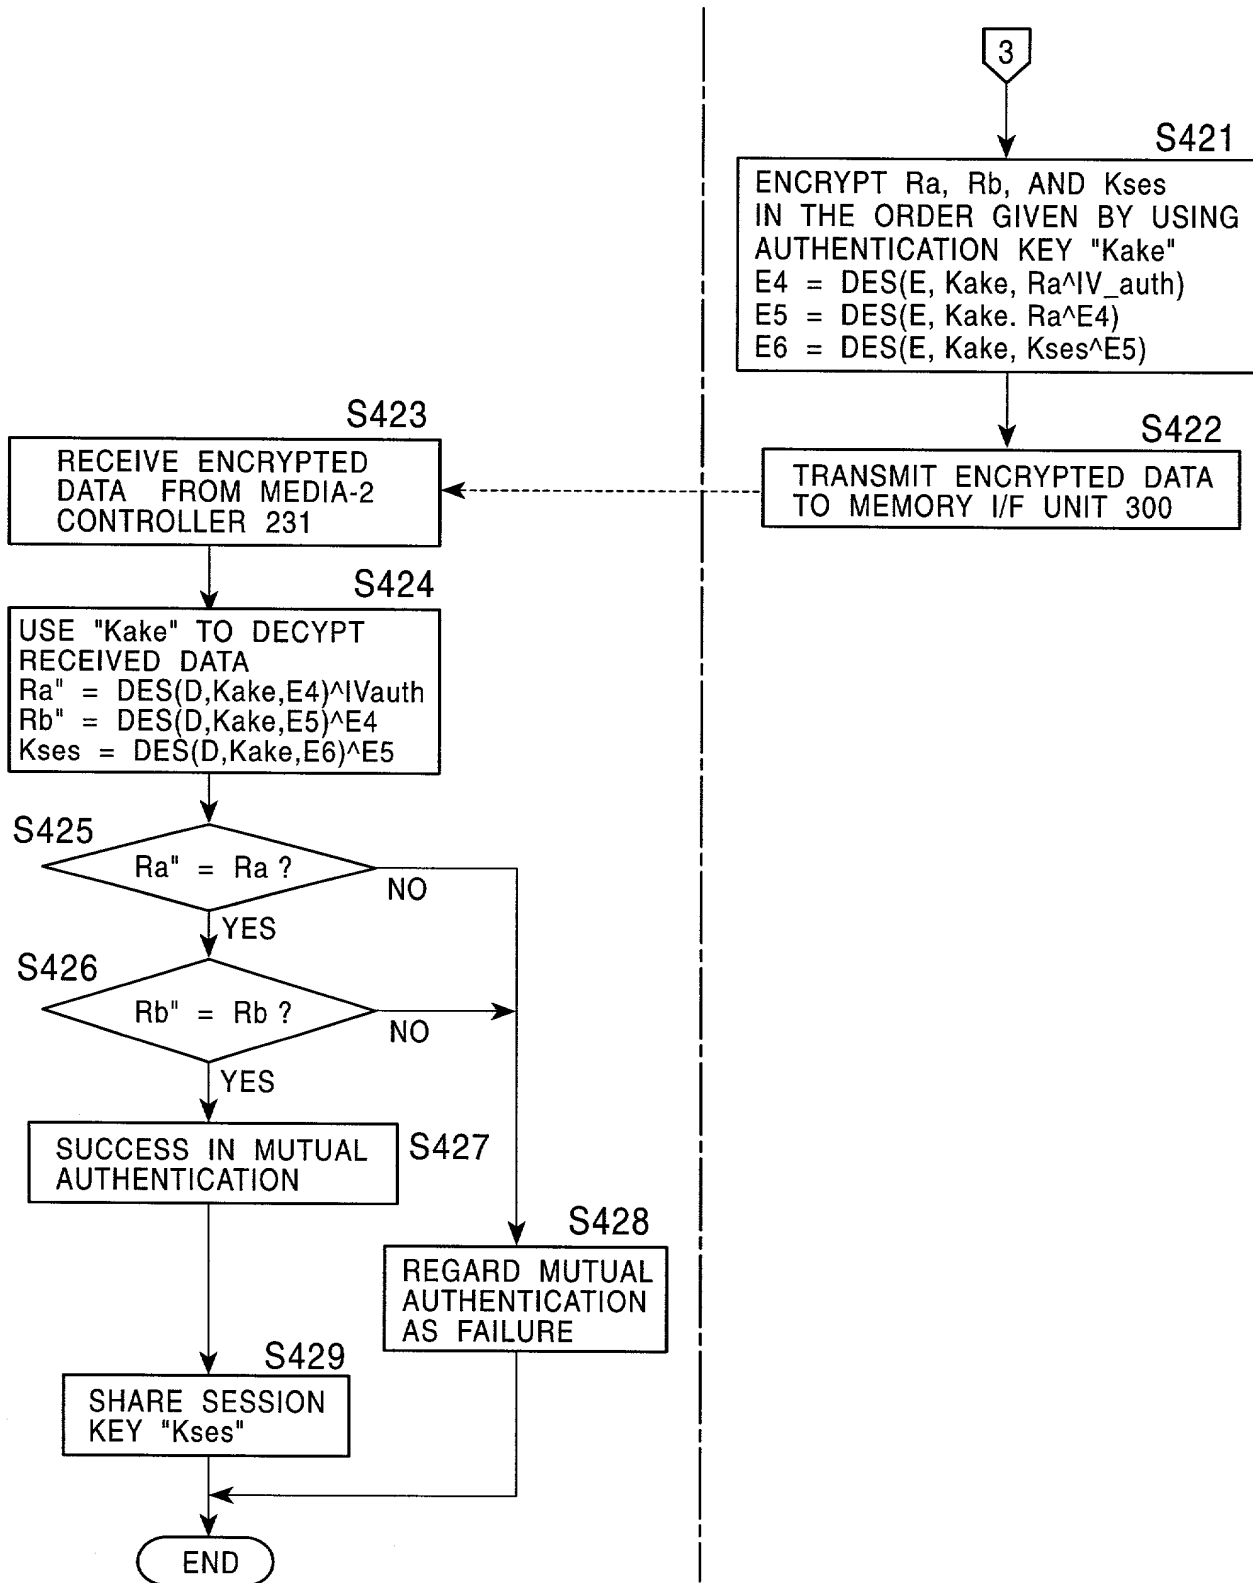 3
S421
ENCRYPT Ra, Rb, AND Kses
IN THE ORDER GIVEN BY USING
AUTHENTICATION KEY "Kake"
E4 = DES(E, Kake, Ra^IV_auth)
E5 = DES(E, Kake. Ra^E4)
E6 = DES(E, Kake, Kses^E5)
S422
TRANSMIT ENCRYPTED DATA
TO MEMORY I/F UNIT 300
S423
RECEIVE ENCRYPTED
DATA FROM MEDIA-2
CONTROLLER 231
S424
USE "Kake" TO DECYPT
RECEIVED DATA
Ra" = DES(D,Kake,E4)^IVauth
Rb" = DES(D,Kake,E5)^E4
Kses = DES(D,Kake,E6)^E5
S425
Ra" = Ra ?
NO
YES
S426
Rb" = Rb ?
NO
YES
SUCCESS IN MUTUAL
AUTHENTICATION
S427
S428
REGARD MUTUAL
AUTHENTICATION
AS FAILURE
S429
SHARE SESSION
KEY "Kses"
END